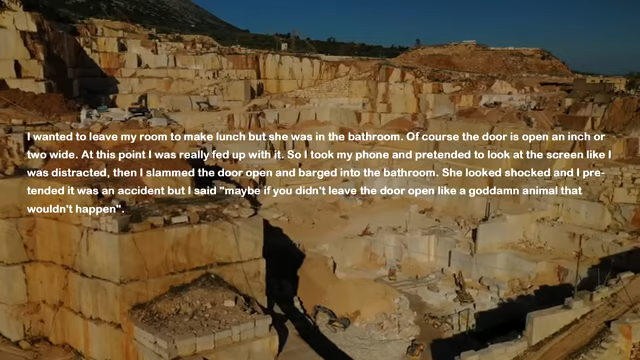 I wanted to leave my room to make lunch but she was in the bathroom. Of course the door is open an inch or
two wide. At this point I was really fed up with it. So I took my phone and pretended to look at the screen like I
was distracted, then I slammed the door open and barged into the bathroom. She looked shocked and I pre-
tended it was an accident but I said "maybe if you didn't leave the door open like a goddamn animal that
wouldn't happen".